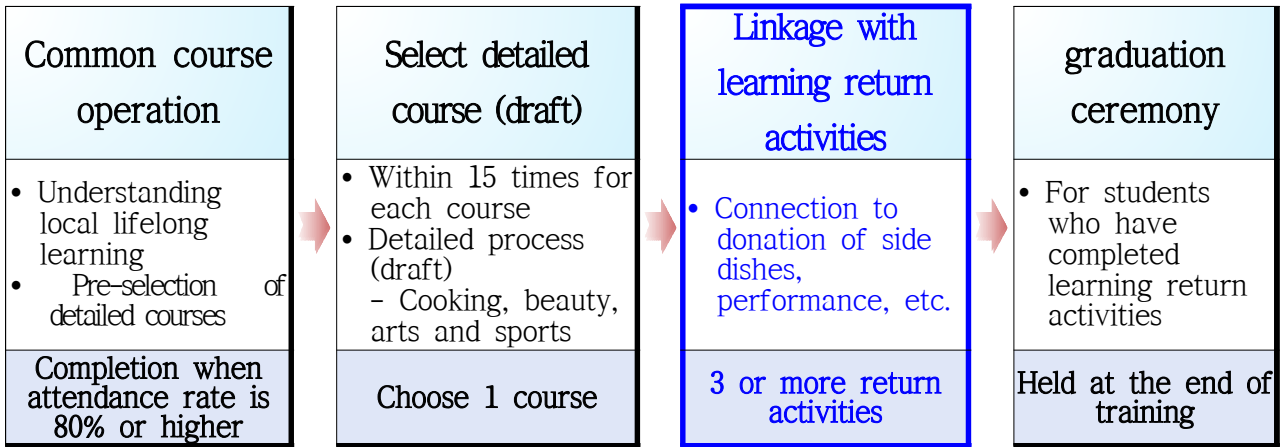 Common course
operation
• Understanding
local lifelong
learning
• Pre-selection of
detailed courses
Completion when
attendance rate is
80% or higher
Select detailed
course (draft)
• Within 15 times for
each course
• Detailed process
(draft)
- Cooking, beauty,
arts and sports
Choose 1 course
Linkage with
learning return
activities
• Connection to
donation of side
dishes,
performance, etc.
3 or more return
activities
graduation
ceremony
• For students
who have
completed
learning return
activities
Held at the end of
training